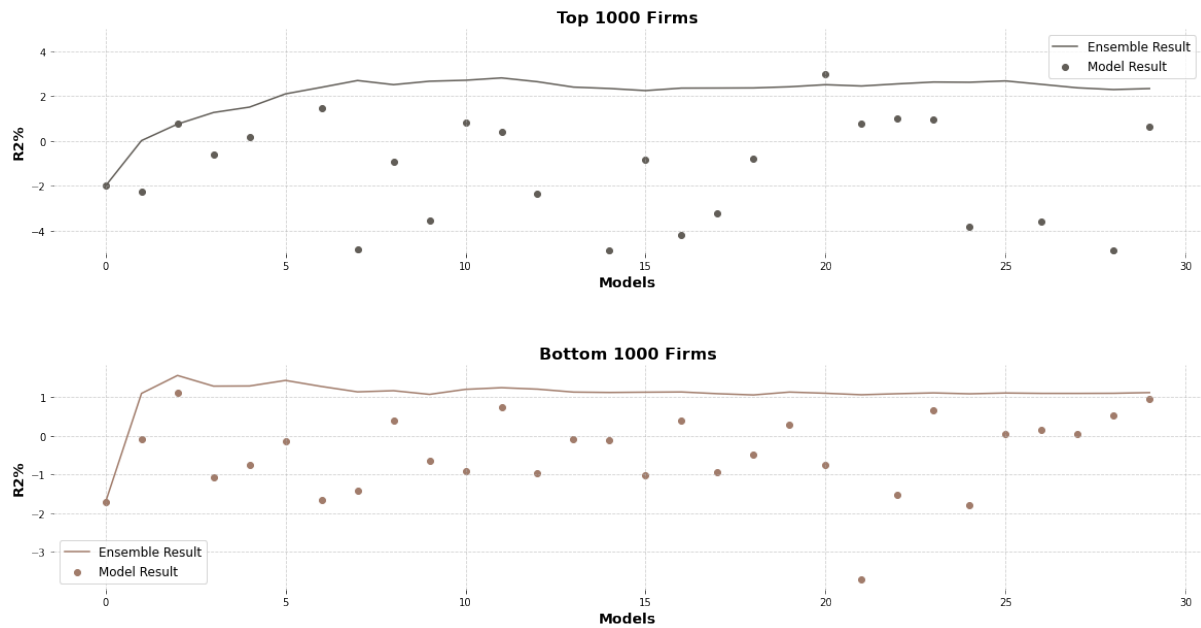 Top 1000 Firms
Ensemble Result
Model Result
4
2
0
−2
−4
R2%
0 5 10 15 20 25 30
Models
Bottom 1000 Firms
1
0
−1
−2
−3
R2%
Ensemble Result
Model Result
0 5 10 15 20 25 30
Models